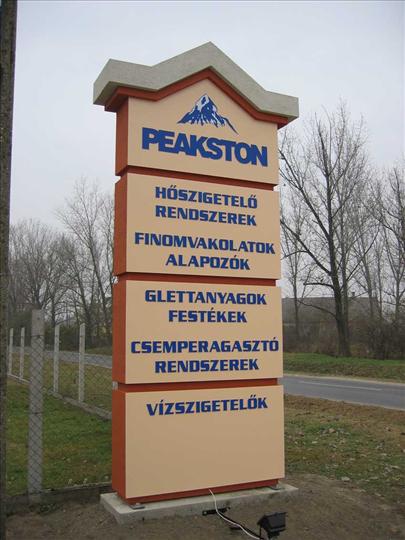 PEAKSTON
HŐSZIGETELŐ
RENDSZEREK
FINOMVAKOLATOK
ALAPOZÓK
GLETTANYAGOK
FESTÉKEK
CSEMPERAGASZTÓ
RENDSZEREK
VÍZSZIGETELŐK